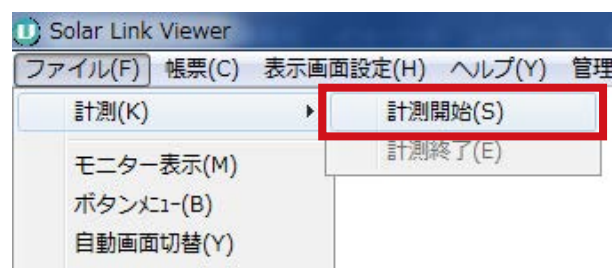 Solar Link Viewer
ファイル(F) 帳票(C) 表示画面設定(H) ヘルプ(Y) 管理
計測(K) 計測開始(S)
計測終了(E)
モニター表示(M)
ボタンメニュー(B)
自動画面切替(Y)